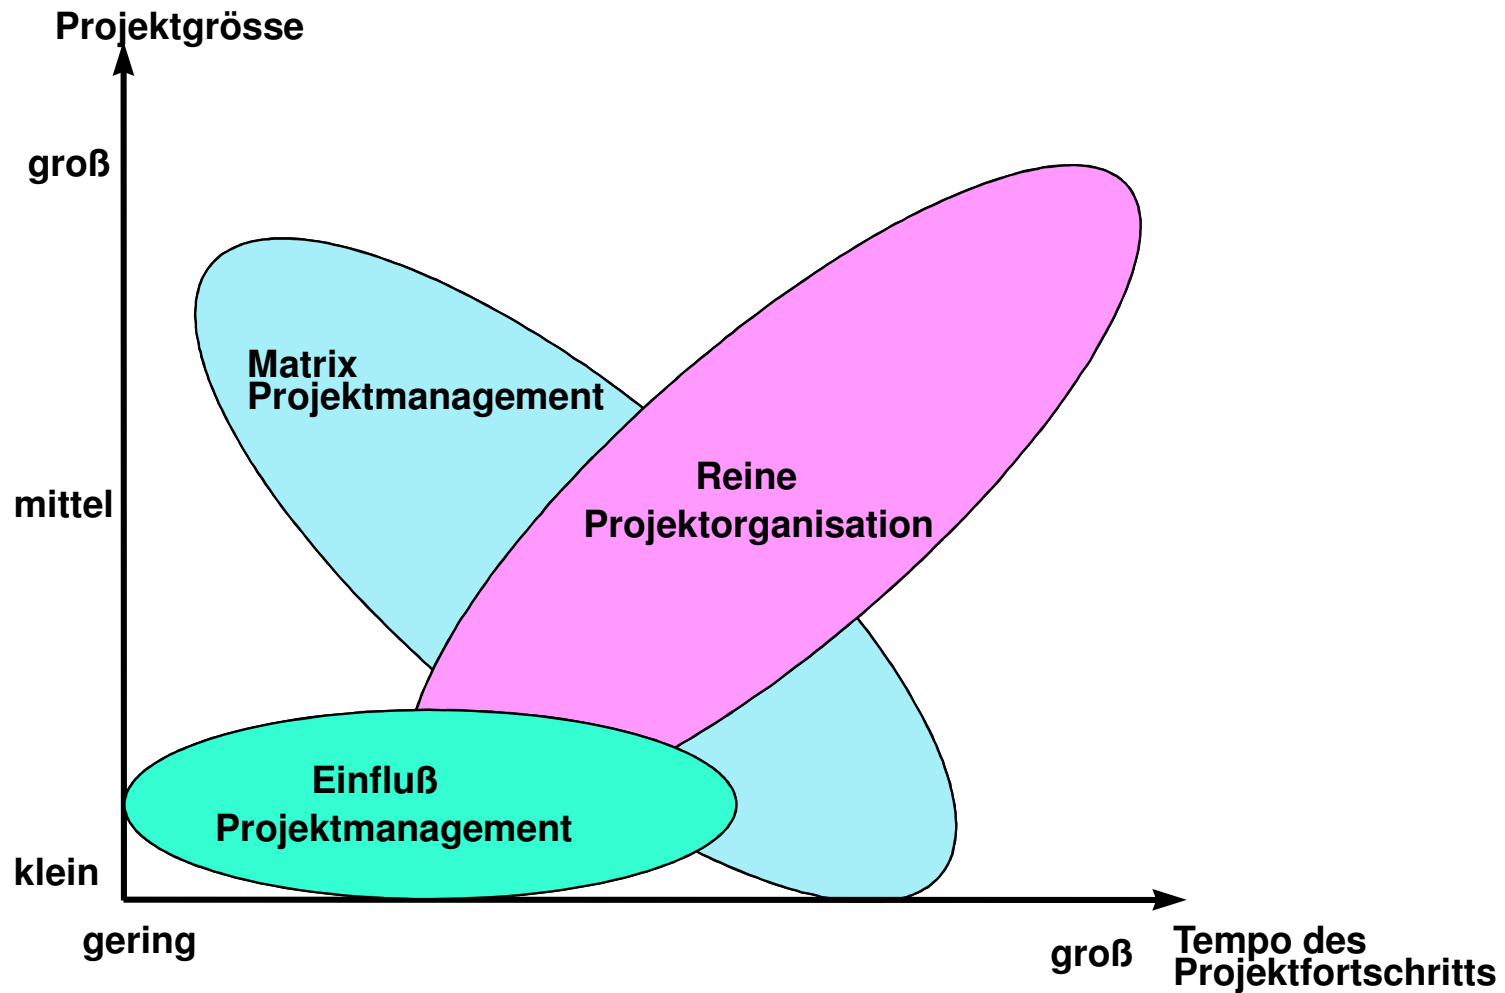 Projektgrösse
groß
Matrix
Projektmanagement
Reine
Projektorganisation
mittel
Einfluß
Projektmanagement
klein
gering
groß
Tempo des
Projektfortschritts